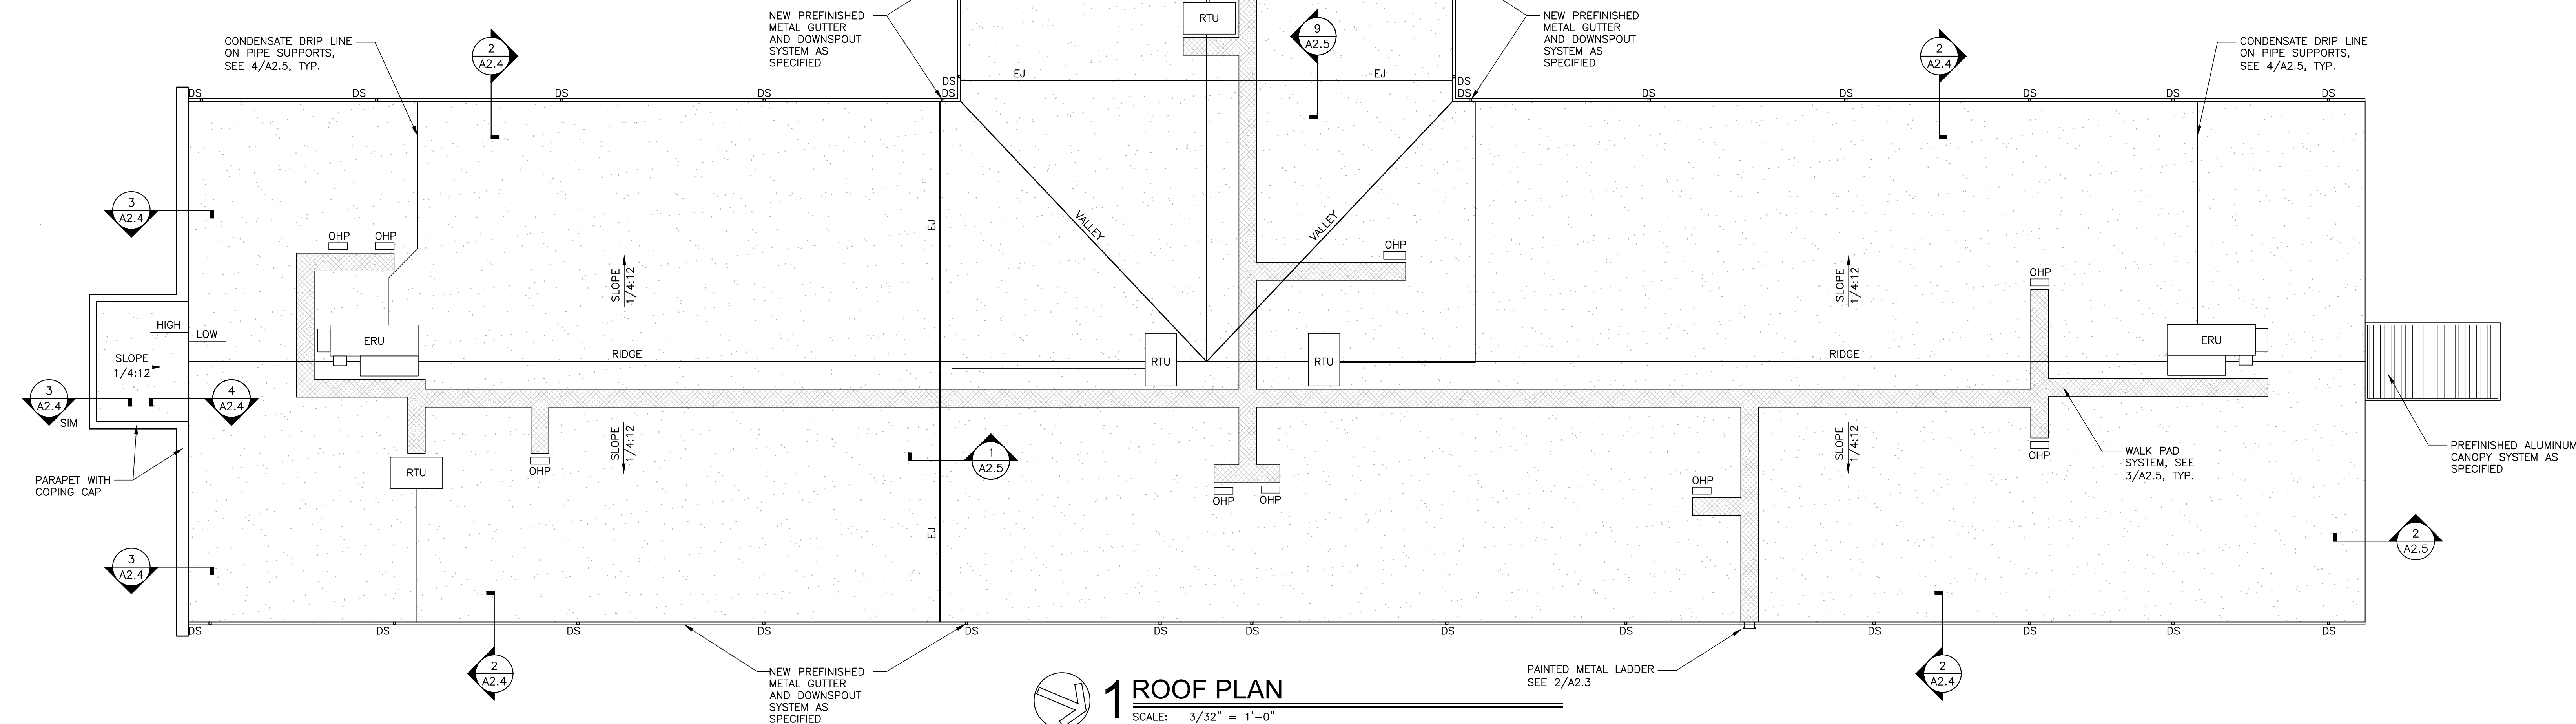 NEW PREFINISHED
METAL GUTTER
AND DOWNSPOUT
SYSTEM AS
SPECIFIED
RTU
9
A2.5
NEW PREFINISHED
METAL GUTTER
AND DOWNSPOUT
SYSTEM AS
SPECIFIED
CONDENSATE DRIP LINE
ON PIPE SUPPORTS,
SEE 4/A2.5, TYP.
2
A2.4
2
A2.4
CONDENSATE DRIP LINE
ON PIPE SUPPORTS,
SEE 4/A2.5, TYP.
EJ
EJ
DS
DS
DS
DS
DS
DS
DS
DS
DS
DS
DS
DS
DS
DS
3
A2.4
EJ
VALLEY
VALLEY
OHP
OHP
OHP
OHP
SLOPE
1/4:12
SLOPE
1/4:12
HIGH
LOW
ERU
ERU
SLOPE
1/4:12
RIDGE
RTU
RTU
RIDGE
3
A2.4
SIM
4
A2.4
SLOPE
1/4:12
SLOPE
1/4:12
PARAPET WITH
COPING CAP
RTU
OHP
1
A2.5
OHP
OHP
OHP
OHP
WALK PAD
SYSTEM, SEE
3/A2.5, TYP.
PREFINISHED ALUMINUM
CANOPY SYSTEM AS
SPECIFIED
EJ
2
A2.5
3
A2.4
DS
DS
DS
DS
DS
DS
DS
DS
DS
DS
DS
DS
DS
2
A2.4
NEW PREFINISHED
METAL GUTTER
AND DOWNSPOUT
SYSTEM AS
SPECIFIED
PAINTED METAL LADDER
SEE 2/A2.3
2
A2.4
1 ROOF PLAN
SCALE: 3/32" = 1'-0"